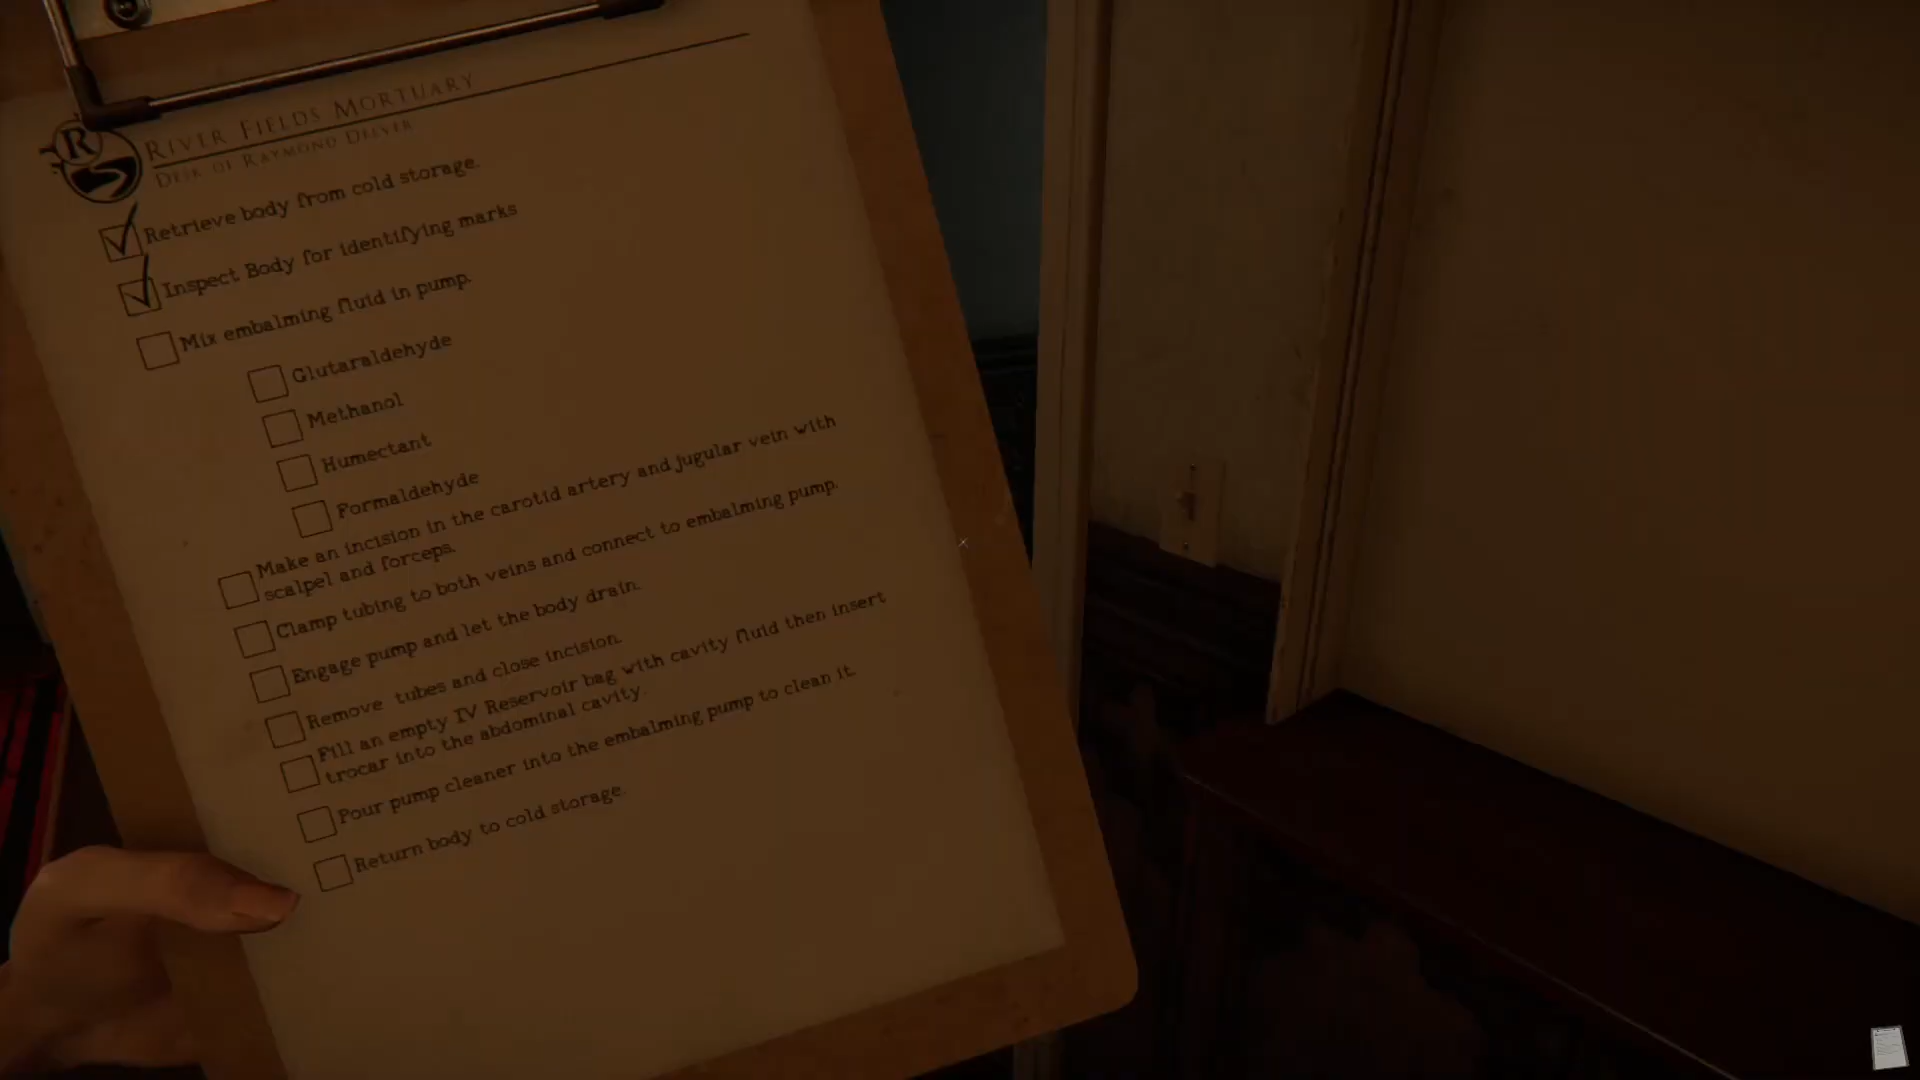 R
RIVER FIELDS MORTUARY
DESK OF RAYMOND DELVER
Retrieve body from cold storage.
Inspect Body for identifying marks
Mix embalming fluid in pump.
Glutaraldehyde
Methanol
Humectant
Formaldehyde
Make an incision in the carotid artery and jugular vein with
scalpel and forceps.
Clamp tubing to both veins and connect to embalming pump.
Engage pump and let the body drain.
Remove tubes and close incision.
Fill an empty IV Reservoir bag with cavity fluid then insert
trocar into the abdominal cavity.
Pour pump cleaner into the embalming pump to clean it.
Return body to cold storage.